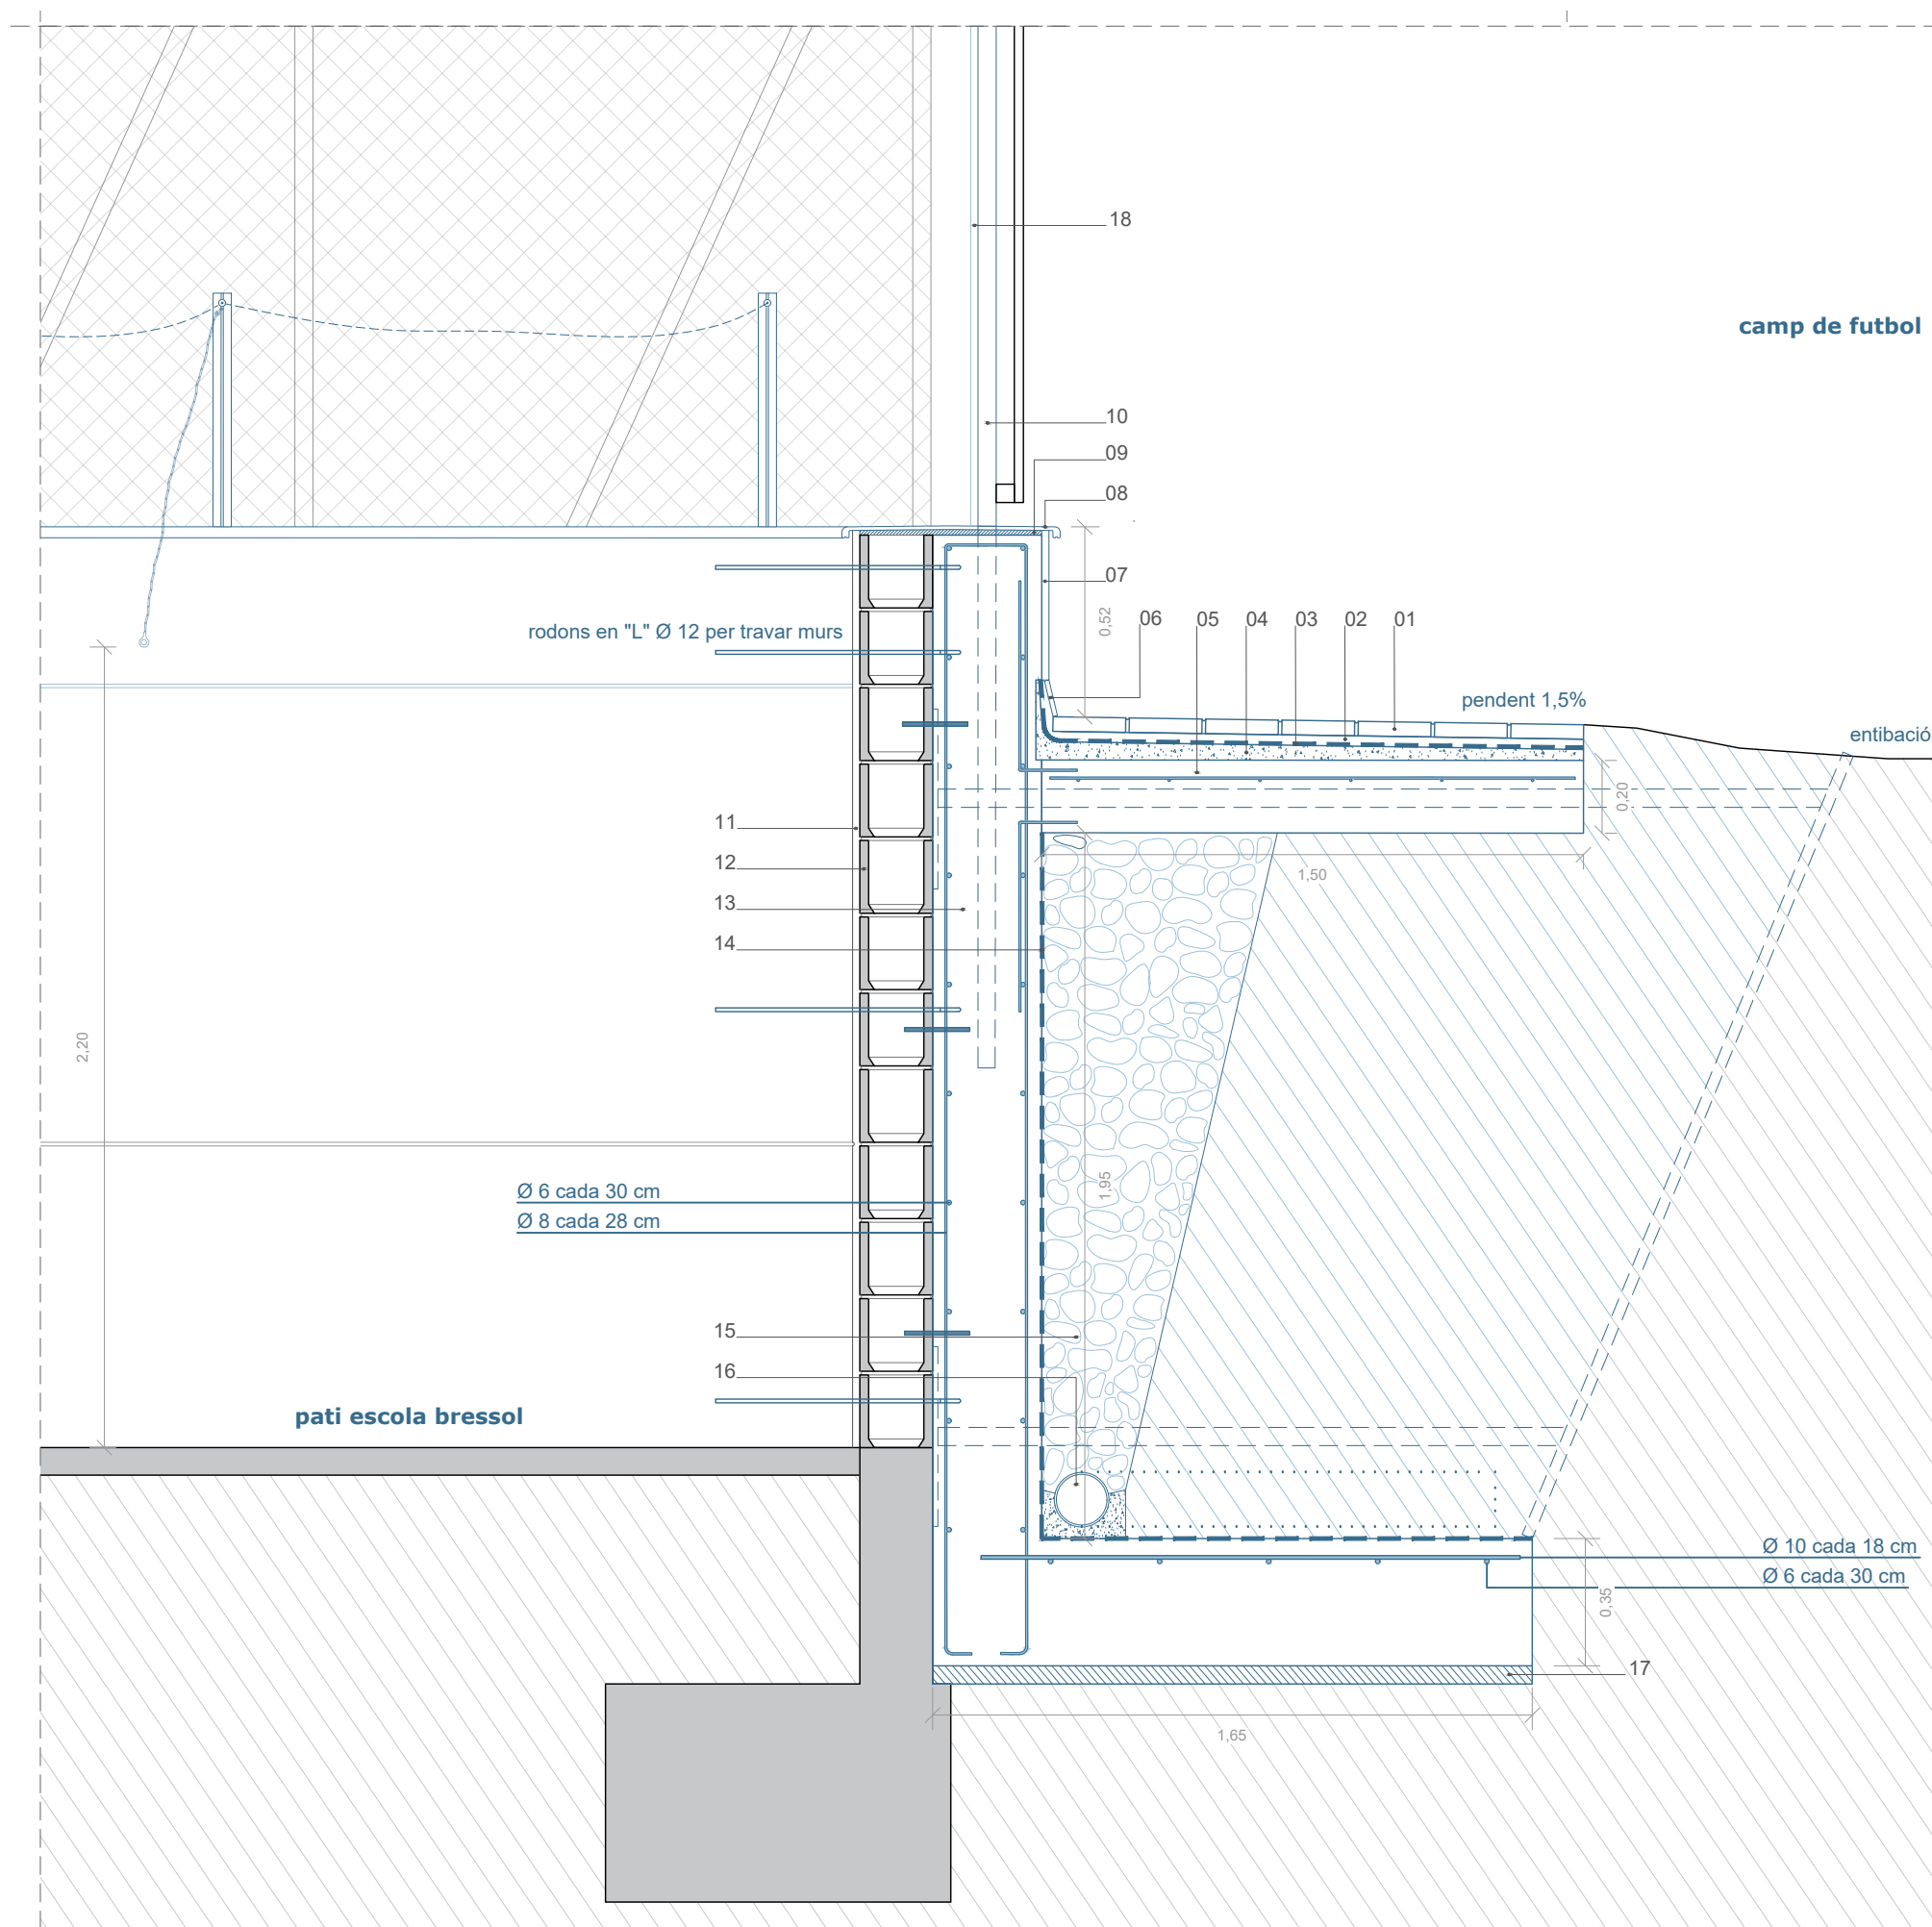 18
camp de futbol
10
09
08
07
0,52
06 05 04 03 02 01
rodons en "L" Ø 12 per travar murs
pendent 1,5%
entibació
0,20
11
12
1,50
13
14
2,20
1,95
Ø 6 cada 30 cm
Ø 8 cada 28 cm
15
16
pati escola bressol
Ø 10 cada 18 cm
Ø 6 cada 30 cm
0,35
17
1,65